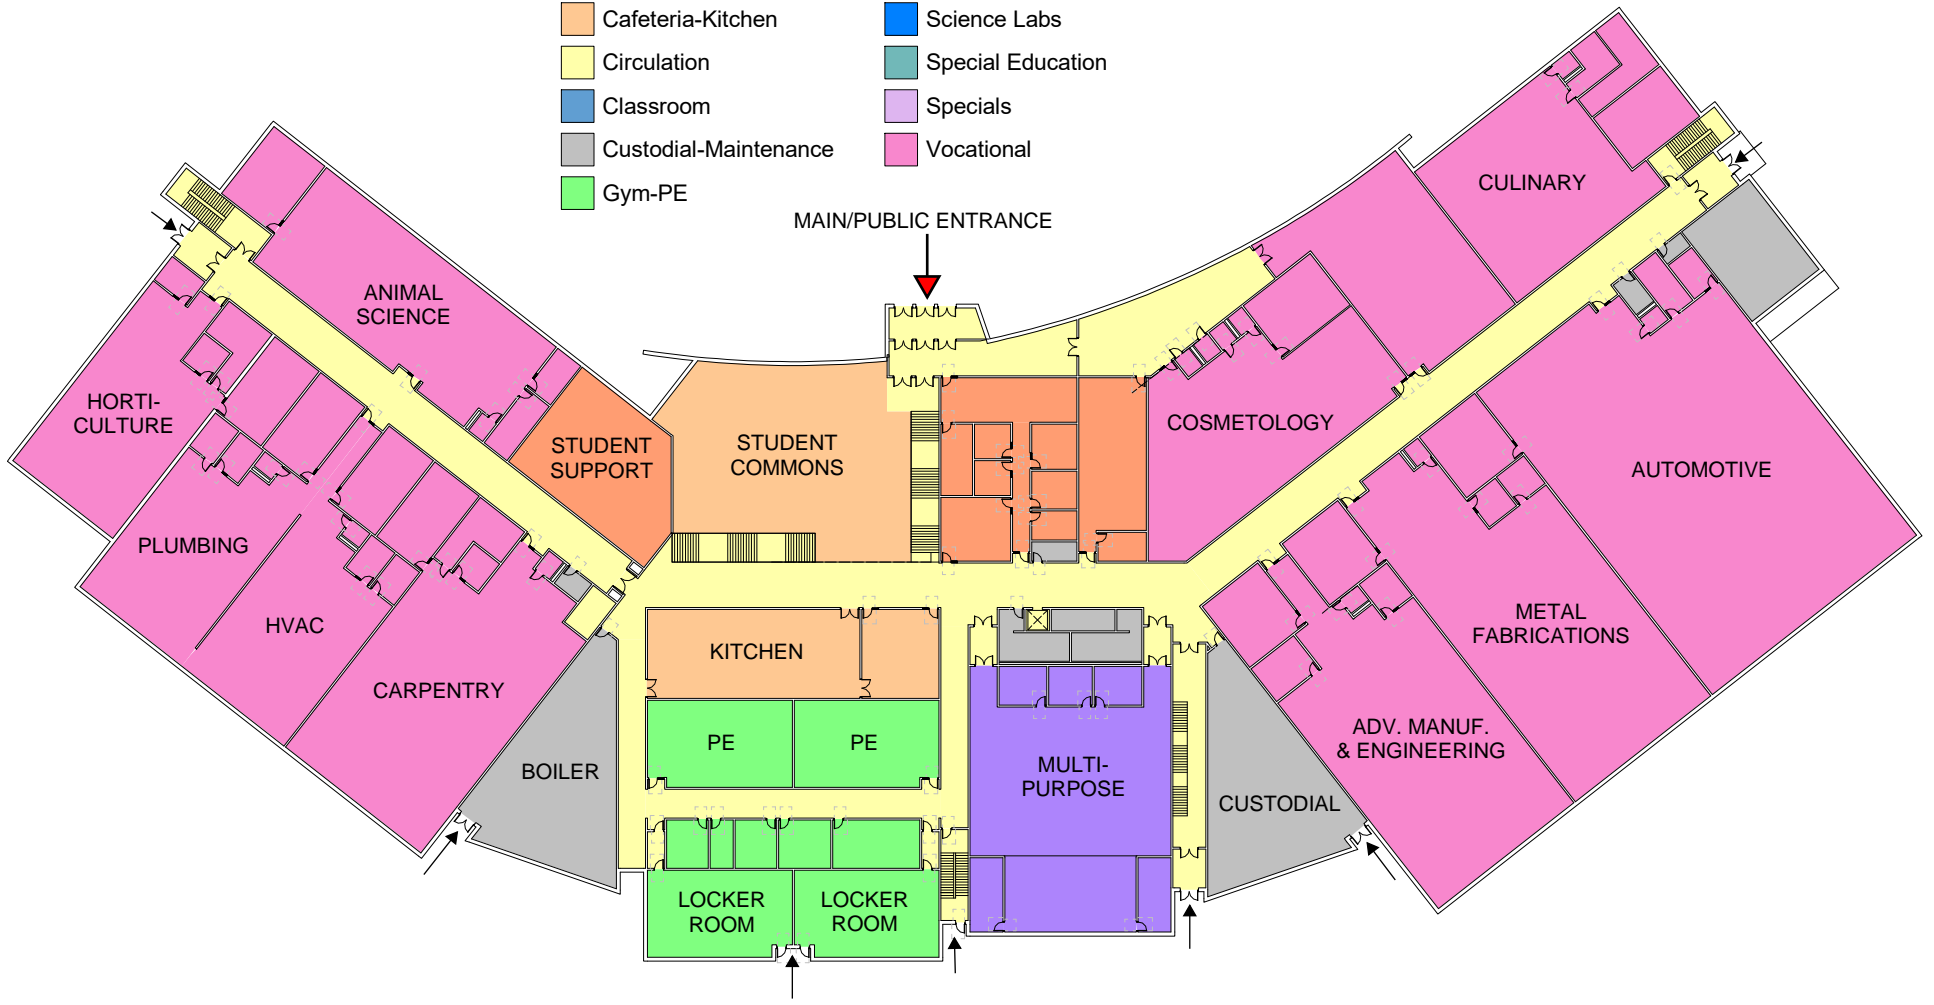 Cafeteria-Kitchen
Circulation
Classroom
Custodial-Maintenance
Gym-PE
Science Labs
Special Education
Specials
Vocational
MAIN/PUBLIC ENTRANCE
CULINARY
ANIMAL
SCIENCE
HORTI-
CULTURE
STUDENT
SUPPORT
STUDENT
COMMONS
COSMETOLOGY
AUTOMOTIVE
PLUMBING
HVAC
METAL
FABRICATIONS
KITCHEN
CARPENTRY
PE
PE
ADV. MANUF.
& ENGINEERING
BOILER
MULTI-
PURPOSE
CUSTODIAL
LOCKER
ROOM
LOCKER
ROOM